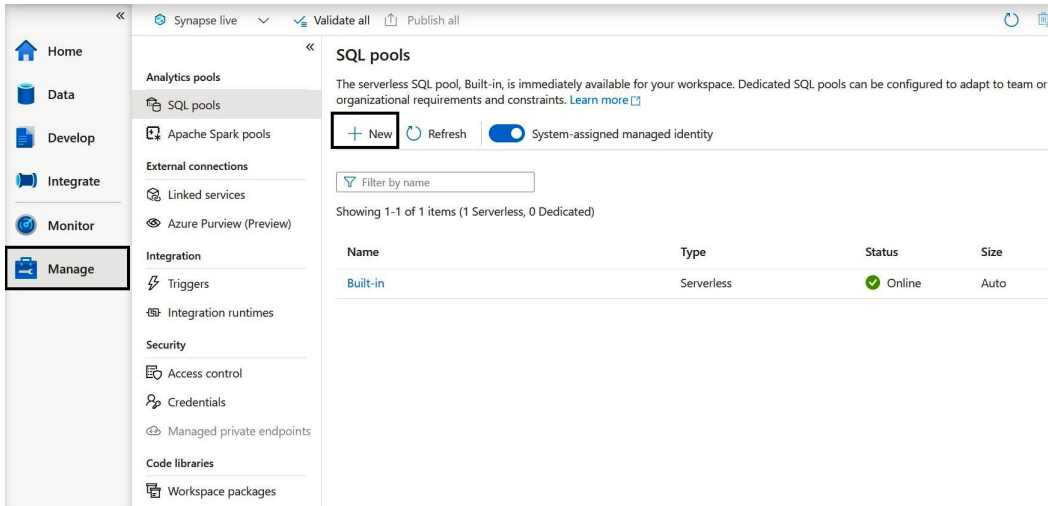 Synapse live
Validate all
Publish all
Home
Data
Develop
Integrate
Monitor
Manage
Analytics pools
SQL pools
Apache Spark pools
External connections
Linked services
Azure Purview (Preview)
Integration
Triggers
Integration runtimes
Security
Access control
Credentials
Managed private endpoints
Code libraries
Workspace packages
SQL pools
The serverless SQL pool, Built-in, is immediately available for your workspace. Dedicated SQL pools can be configured to adapt to team or
organizational requirements and constraints. Learn more
New Refresh System-assigned managed identity
Filter by name
Showing 1-1 of 1 items (1 Serverless, 0 Dedicated)
Name Type Status Size
Built-in Serverless Online Auto